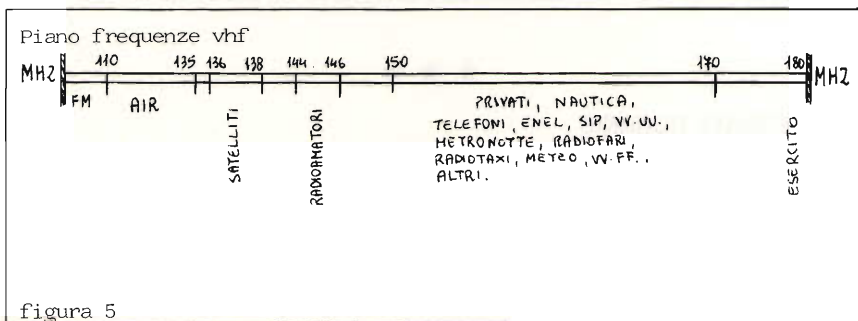 Piano frequenze vhf
110 135 136 138 144 146 150 170 180
MHZ MHZ
FM AIR
SATELLITI
RADIOAMATORI
PRIVATI, NAUTICA,
TELEFONI, ENEL, SIP, VV.UU.,
METRONOTTE, RADIOFARI,
RADIOTAXI, METEO, VV.FF.,
ALTRI.
ESERCITO
figura 5